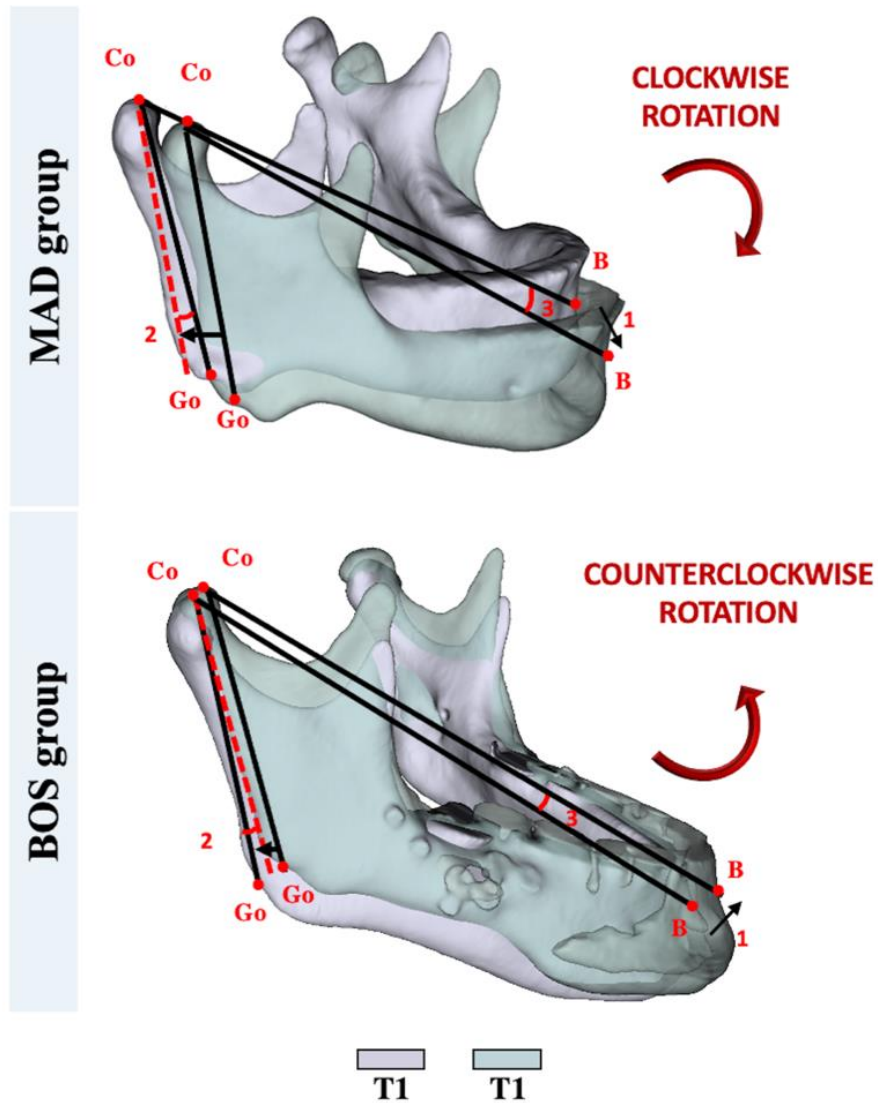 MAD group
Co
Co
CLOCKWISE
ROTATION
B
3
1
2
B
Go
Go
BOS group
Co
Co
COUNTERCLOCKWISE
ROTATION
3
2
B
Go
Go
B
1
T1
T1